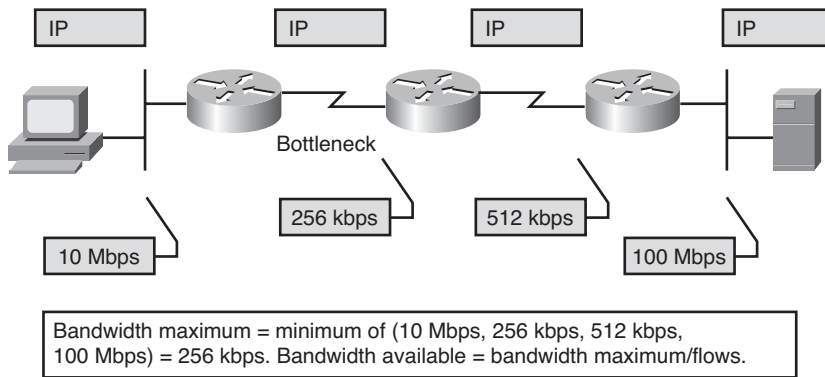 IP
IP
IP
IP
Bottleneck
256 kbps
512 kbps
10 Mbps
100 Mbps
Bandwidth maximum = minimum of (10 Mbps, 256 kbps, 512 kbps,
100 Mbps) = 256 kbps. Bandwidth available = bandwidth maximum/flows.